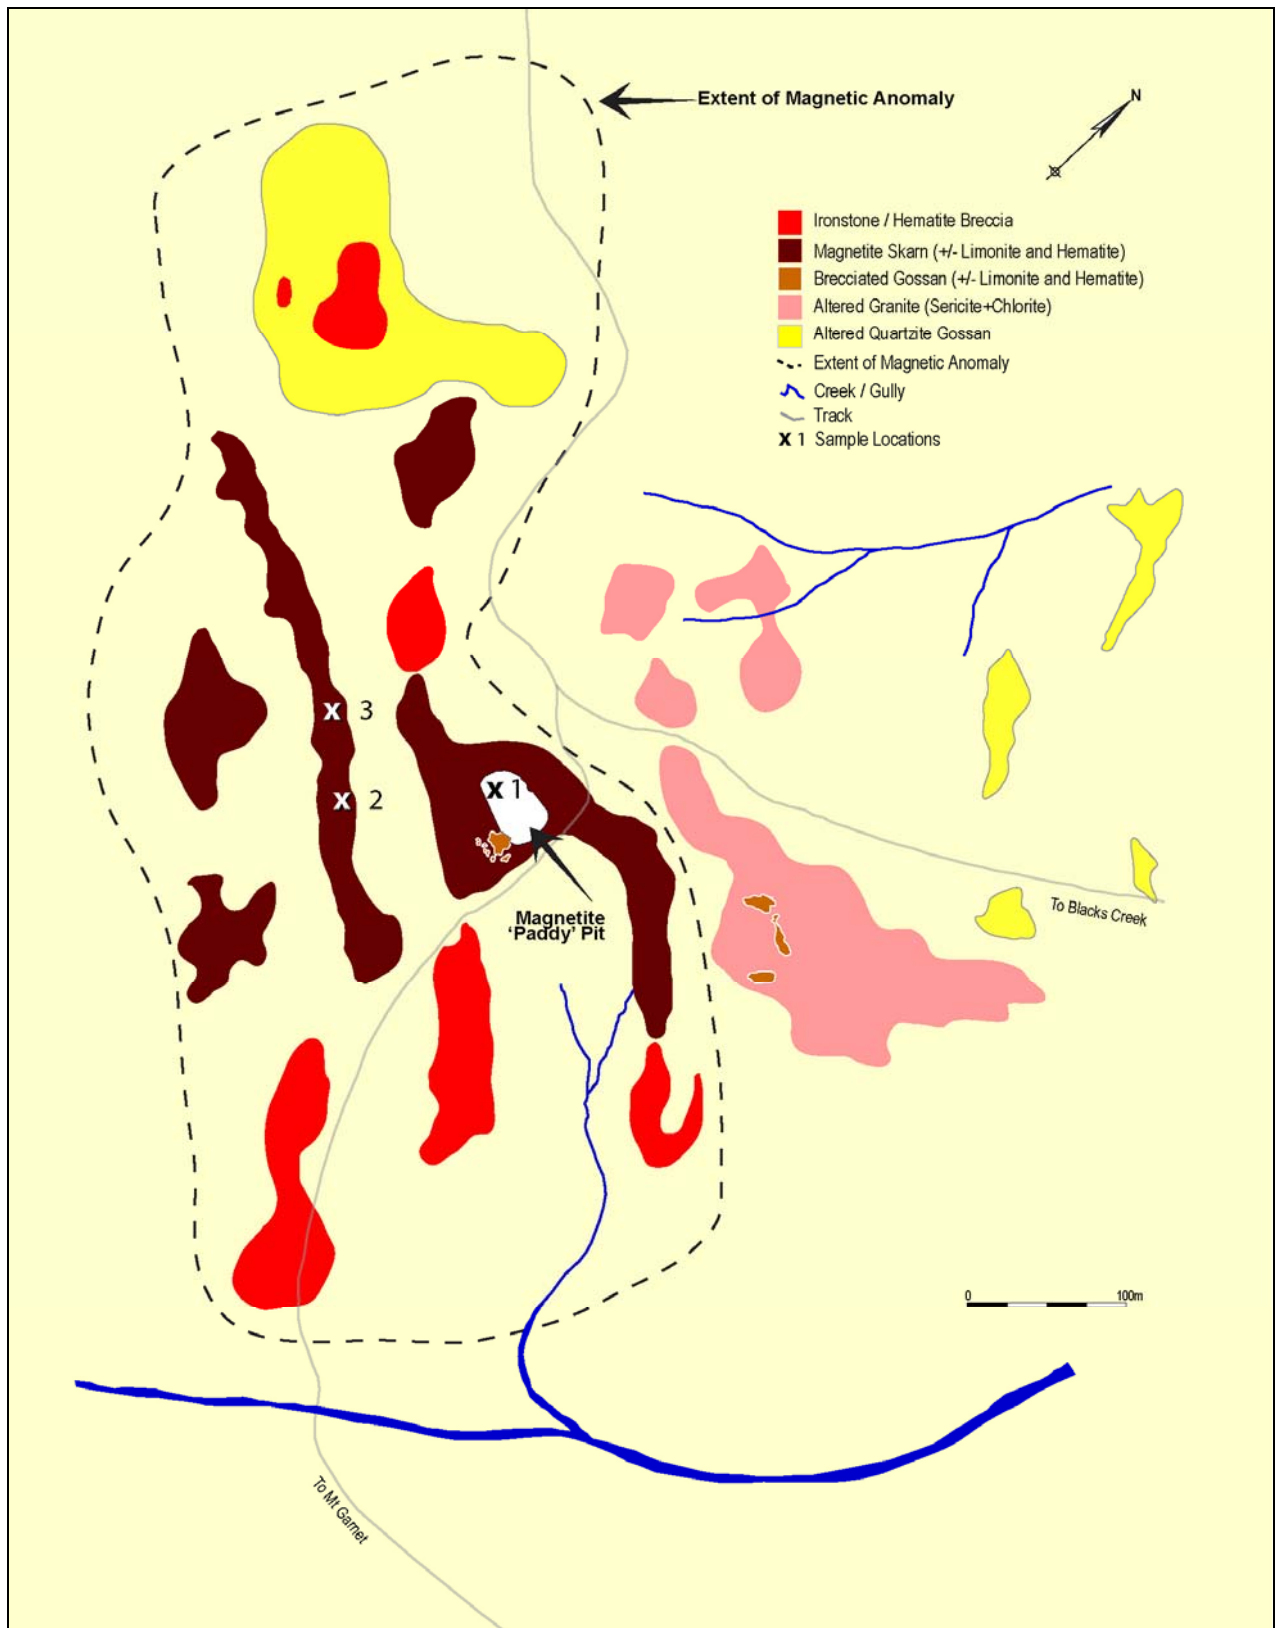 Extent of Magnetic Anomaly
N
Ironstone / Hematite Breccia
Magnetite Skarn (+/- Limonite and Hematite)
Brecciated Gossan (+/- Limonite and Hematite)
Altered Granite (Sericite+Chlorite)
Altered Quartzite Gossan
Extent of Magnetic Anomaly
Creek / Gully
Track
X 1 Sample Locations
X 3
X 1
X 2
Magnetite
‘Paddy’ Pit
To Blacks Creek
0 100m
To Mt Garnet